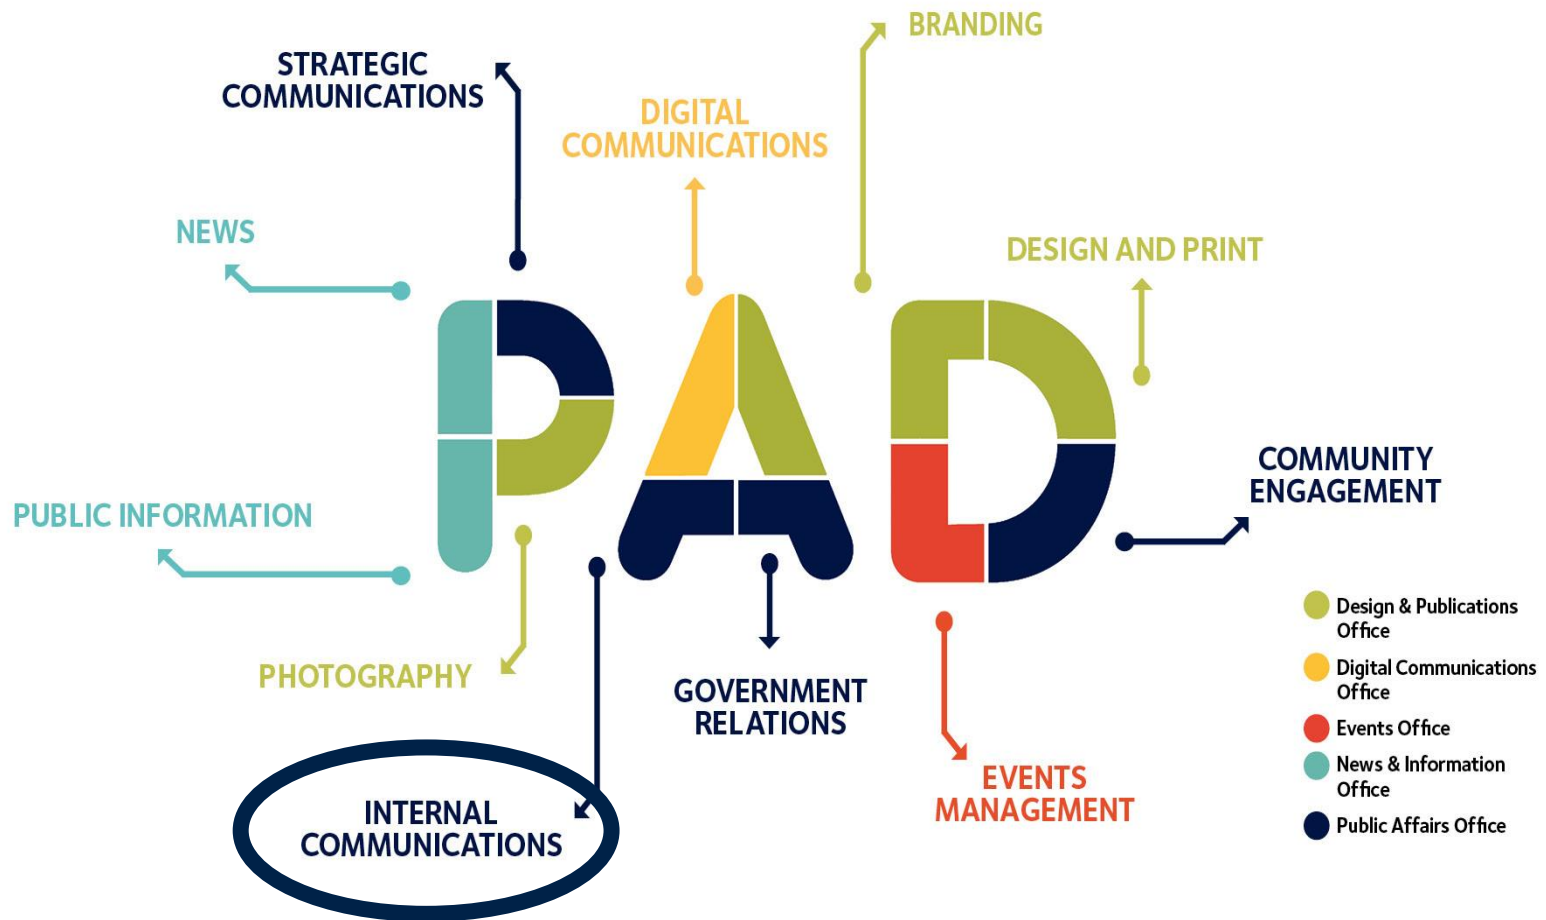 BRANDING
STRATEGIC
COMMUNICATIONS
DIGITAL
COMMUNICATIONS
NEWS
DESIGN AND PRINT
PAD
COMMUNITY
ENGAGEMENT
PUBLIC INFORMATION
PHOTOGRAPHY
GOVERNMENT
RELATIONS
EVENTS
MANAGEMENT
INTERNAL
COMMUNICATIONS
Design & Publications
Office
Digital Communications
Office
Events Office
News & Information
Office
Public Affairs Office